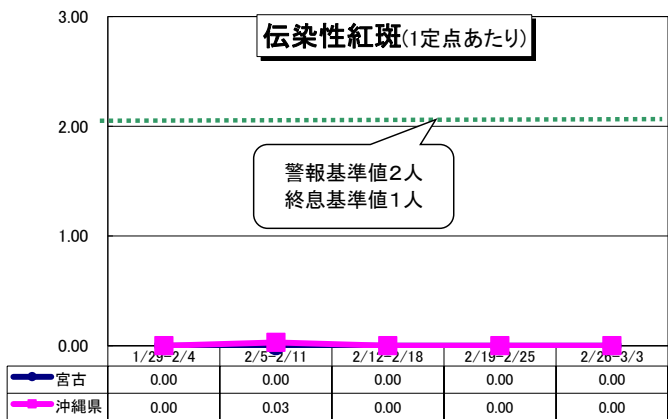 伝染性紅斑(1定点あたり)
3.00
2.00
警報基準値2人
終息基準値1人
1.00
0.00
1/29-2/4 2/5-2/11 2/12-2/18 2/19-2/25 2/26-3/3
宮古 0.00 0.00 0.00 0.00 0.00
沖縄県 0.00 0.03 0.00 0.00 0.00